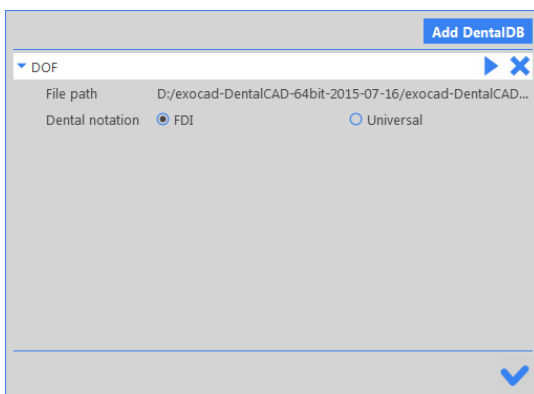 Add DentalDB
DOF
File path D:/exocad-DentalCAD-64bit-2015-07-16/exocad-DentalCAD...
Dental notation FDI Universal